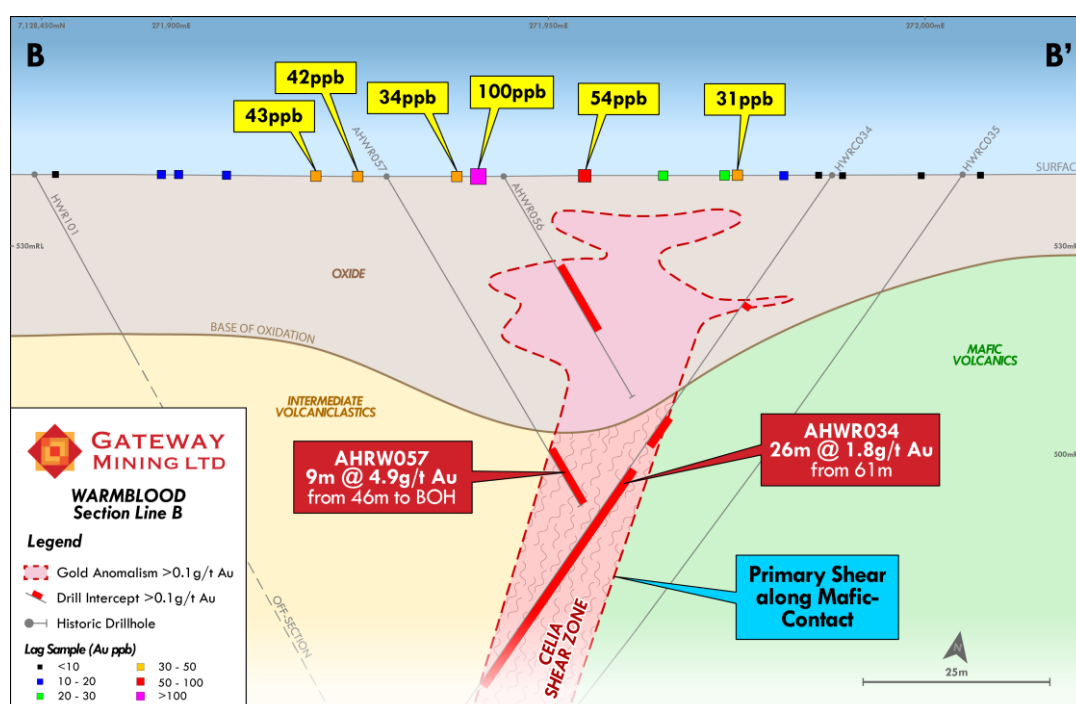 7,128,450mN
271,900mE
271,950mE
272,000mE
B
B'
43ppb
42ppb
34ppb
100ppb
54ppb
31ppb
HWR101
AHWR057
AHWR056
HWRC034
HWRC035
SURFAC
530mRL
530m
OXIDE
BASE OF OXIDATION
INTERMEDIATE
VOLCANICLASTICS
MAFIC
VOLCANICS
500m
AHRW057
9m @ 4.9g/t Au
from 46m to BOH
AHWR034
26m @ 1.8g/t Au
from 61m
Primary Shear
along Mafic-
Contact
CELIA
SHEAR ZONE
OFF-SECTION
GATEWAY
MINING LTD
WARMBLOOD
Section Line B
Legend
Gold Anomalism >0.1g/t Au
Drill Intercept >0.1g/t Au
Historic Drillhole
Lag Sample (Au ppb)
<10
30 - 50
10 - 20
50 - 100
20 - 30
>100
N
25m